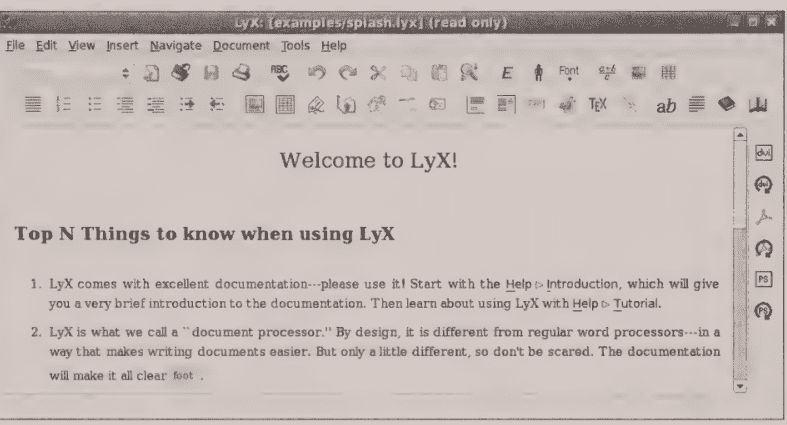 LyX: [examples/splash.lyx] (read only)
File Edit View Insert Navigate Document Tools Help
ABC E Font a+b c
TEX ab
Welcome to LyX!
dvi
dvi
Top N Things to know when using LyX
1. LyX comes with excellent documentation---please use it! Start with the Help ▹ Introduction, which will give
PS
you a very brief introduction to the documentation. Then learn about using LyX with Help ▹ Tutorial.
PS
2. LyX is what we call a ``document processor.'' By design, it is different from regular word processors---in a
way that makes writing documents easier. But only a little different, so don't be scared. The documentation
will make it all clear foot .